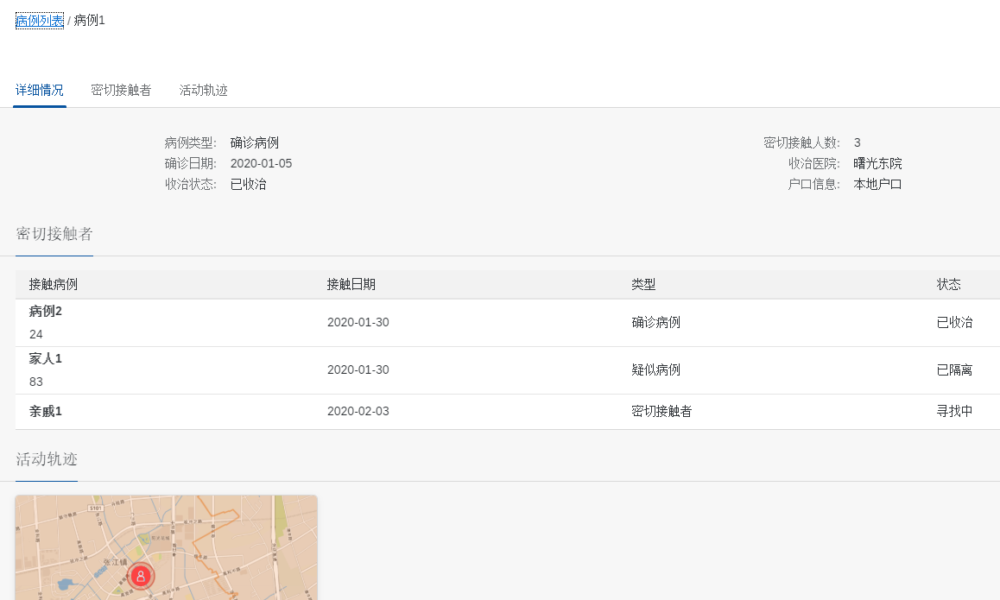 病例列表 / 病例1
详细情况 密切接触者 活动轨迹
病例类型: 确诊病例 密切接触人数: 3
确诊日期: 2020-01-05 收治医院: 曙光东院
收治状态: 已收治 户口信息: 本地户口
密切接触者
接触病例 接触日期 类型 状态
病例2
24 2020-01-30 确诊病例 已收治
家人1
83 2020-01-30 疑似病例 已隔离
亲戚1 2020-02-03 密切接触者 寻找中
活动轨迹
S101
张江镇